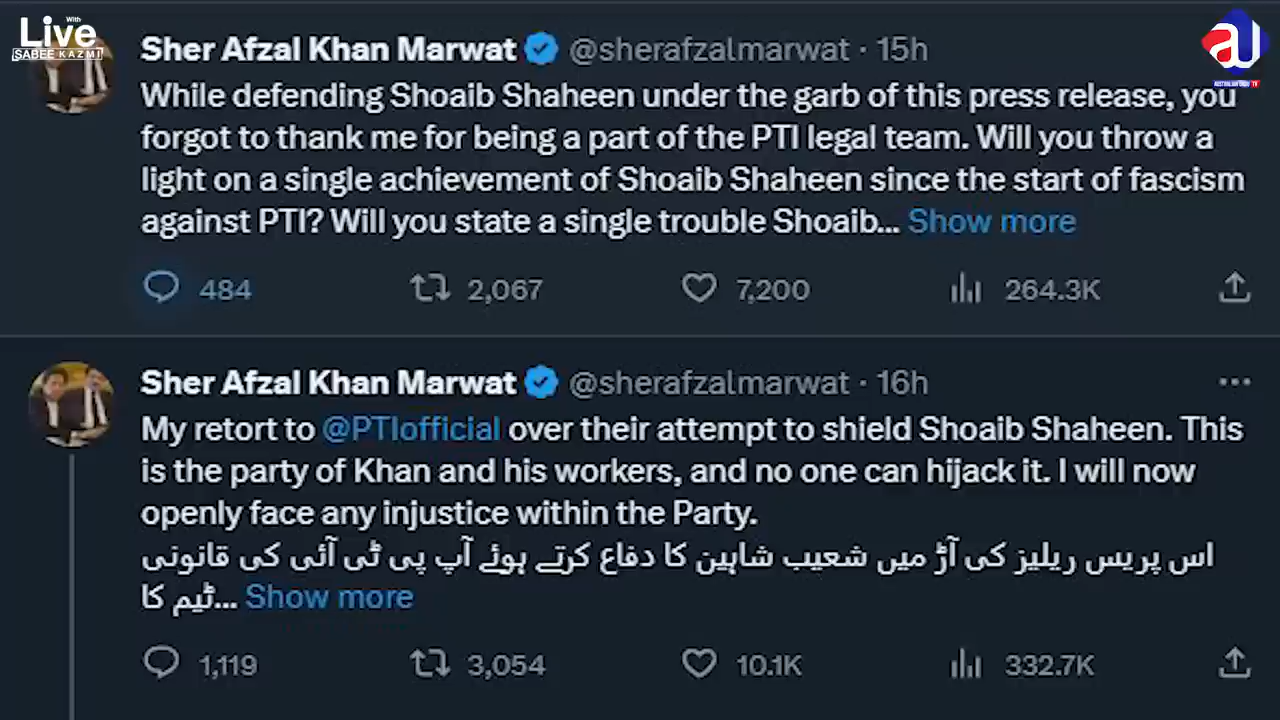 Live
With
SABEE KAZMI
Sher Afzal Khan Marwat @sherafzalmarwat · 15h
While defending Shoaib Shaheen under the garb of this press release, you
forgot to thank me for being a part of the PTI legal team. Will you throw a
light on a single achievement of Shoaib Shaheen since the start of fascism
against PTI? Will you state a single trouble Shoaib... Show more
484 2,067 7,200 264.3K
Sher Afzal Khan Marwat @sherafzalmarwat · 16h
My retort to @PTIofficial over their attempt to shield Shoaib Shaheen. This
is the party of Khan and his workers, and no one can hijack it. I will now
openly face any injustice within the Party.
اس پریس ریلیز کی آڑ میں شعیب شاہین کا دفاع کرتے ہوئے آپ پی ٹی آئی کی قانونی
ٹیم کا... Show more
1,119 3,054 10.1K 332.7K